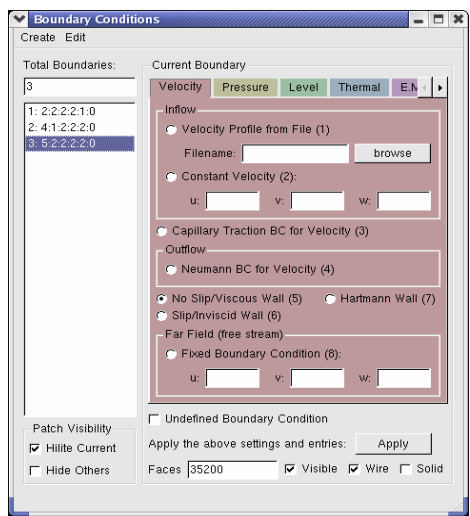 Boundary Conditions
Create Edit
Total Boundaries:
3
1: 2:2:2:2:1:0
2: 4:1:2:2:2:0
3: 5:2:2:2:2:0
Patch Visibility
Hilite Current
Hide Others
Current Boundary
Velocity Pressure Level Thermal E.M
Inflow
Velocity Profile from File (1)
Filename: browse
Constant Velocity (2):
u: v: w:
Capillary Traction BC for Velocity (3)
Outflow
Neumann BC for Velocity (4)
No Slip/Viscous Wall (5) Hartmann Wall (7)
Slip/Inviscid Wall (6)
Far Field (free stream)
Fixed Boundary Condition (8):
u: v: w:
Undefined Boundary Condition
Apply the above settings and entries: Apply
Faces 35200 Visible Wire Solid